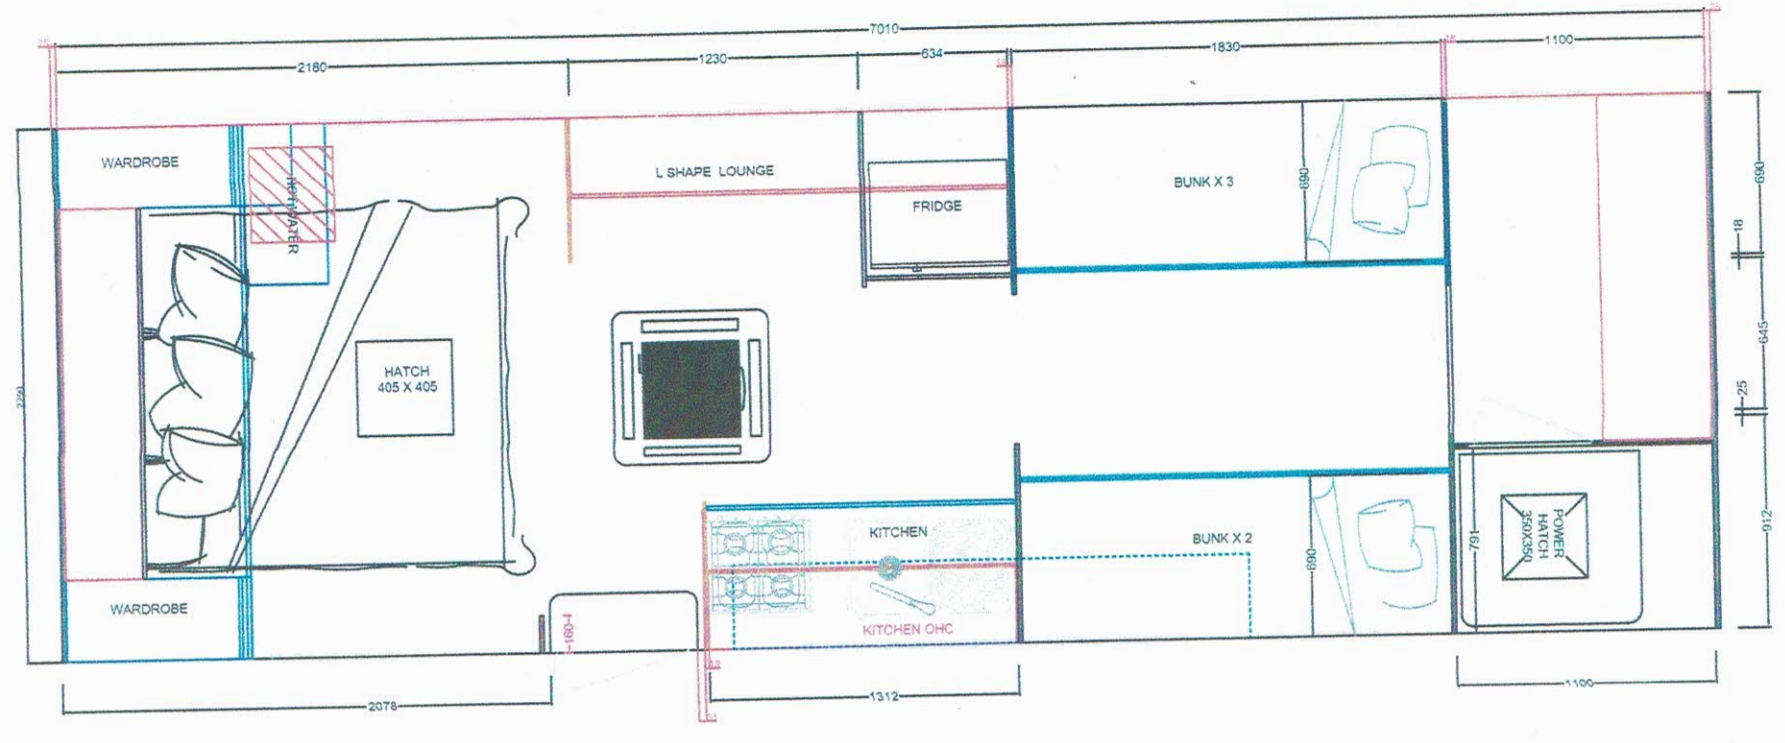 7010
2180
1230
634
1830
1100
WARDROBE
HOT WATER
L SHAPE LOUNGE
FRIDGE
BUNK X 3
690
690
18
645
25
912
2290
HATCH
405 X 405
KITCHEN
KITCHEN OHC
BUNK X 2
690
791
POWER
HATCH
350X350
WARDROBE
160
2078
1312
1100